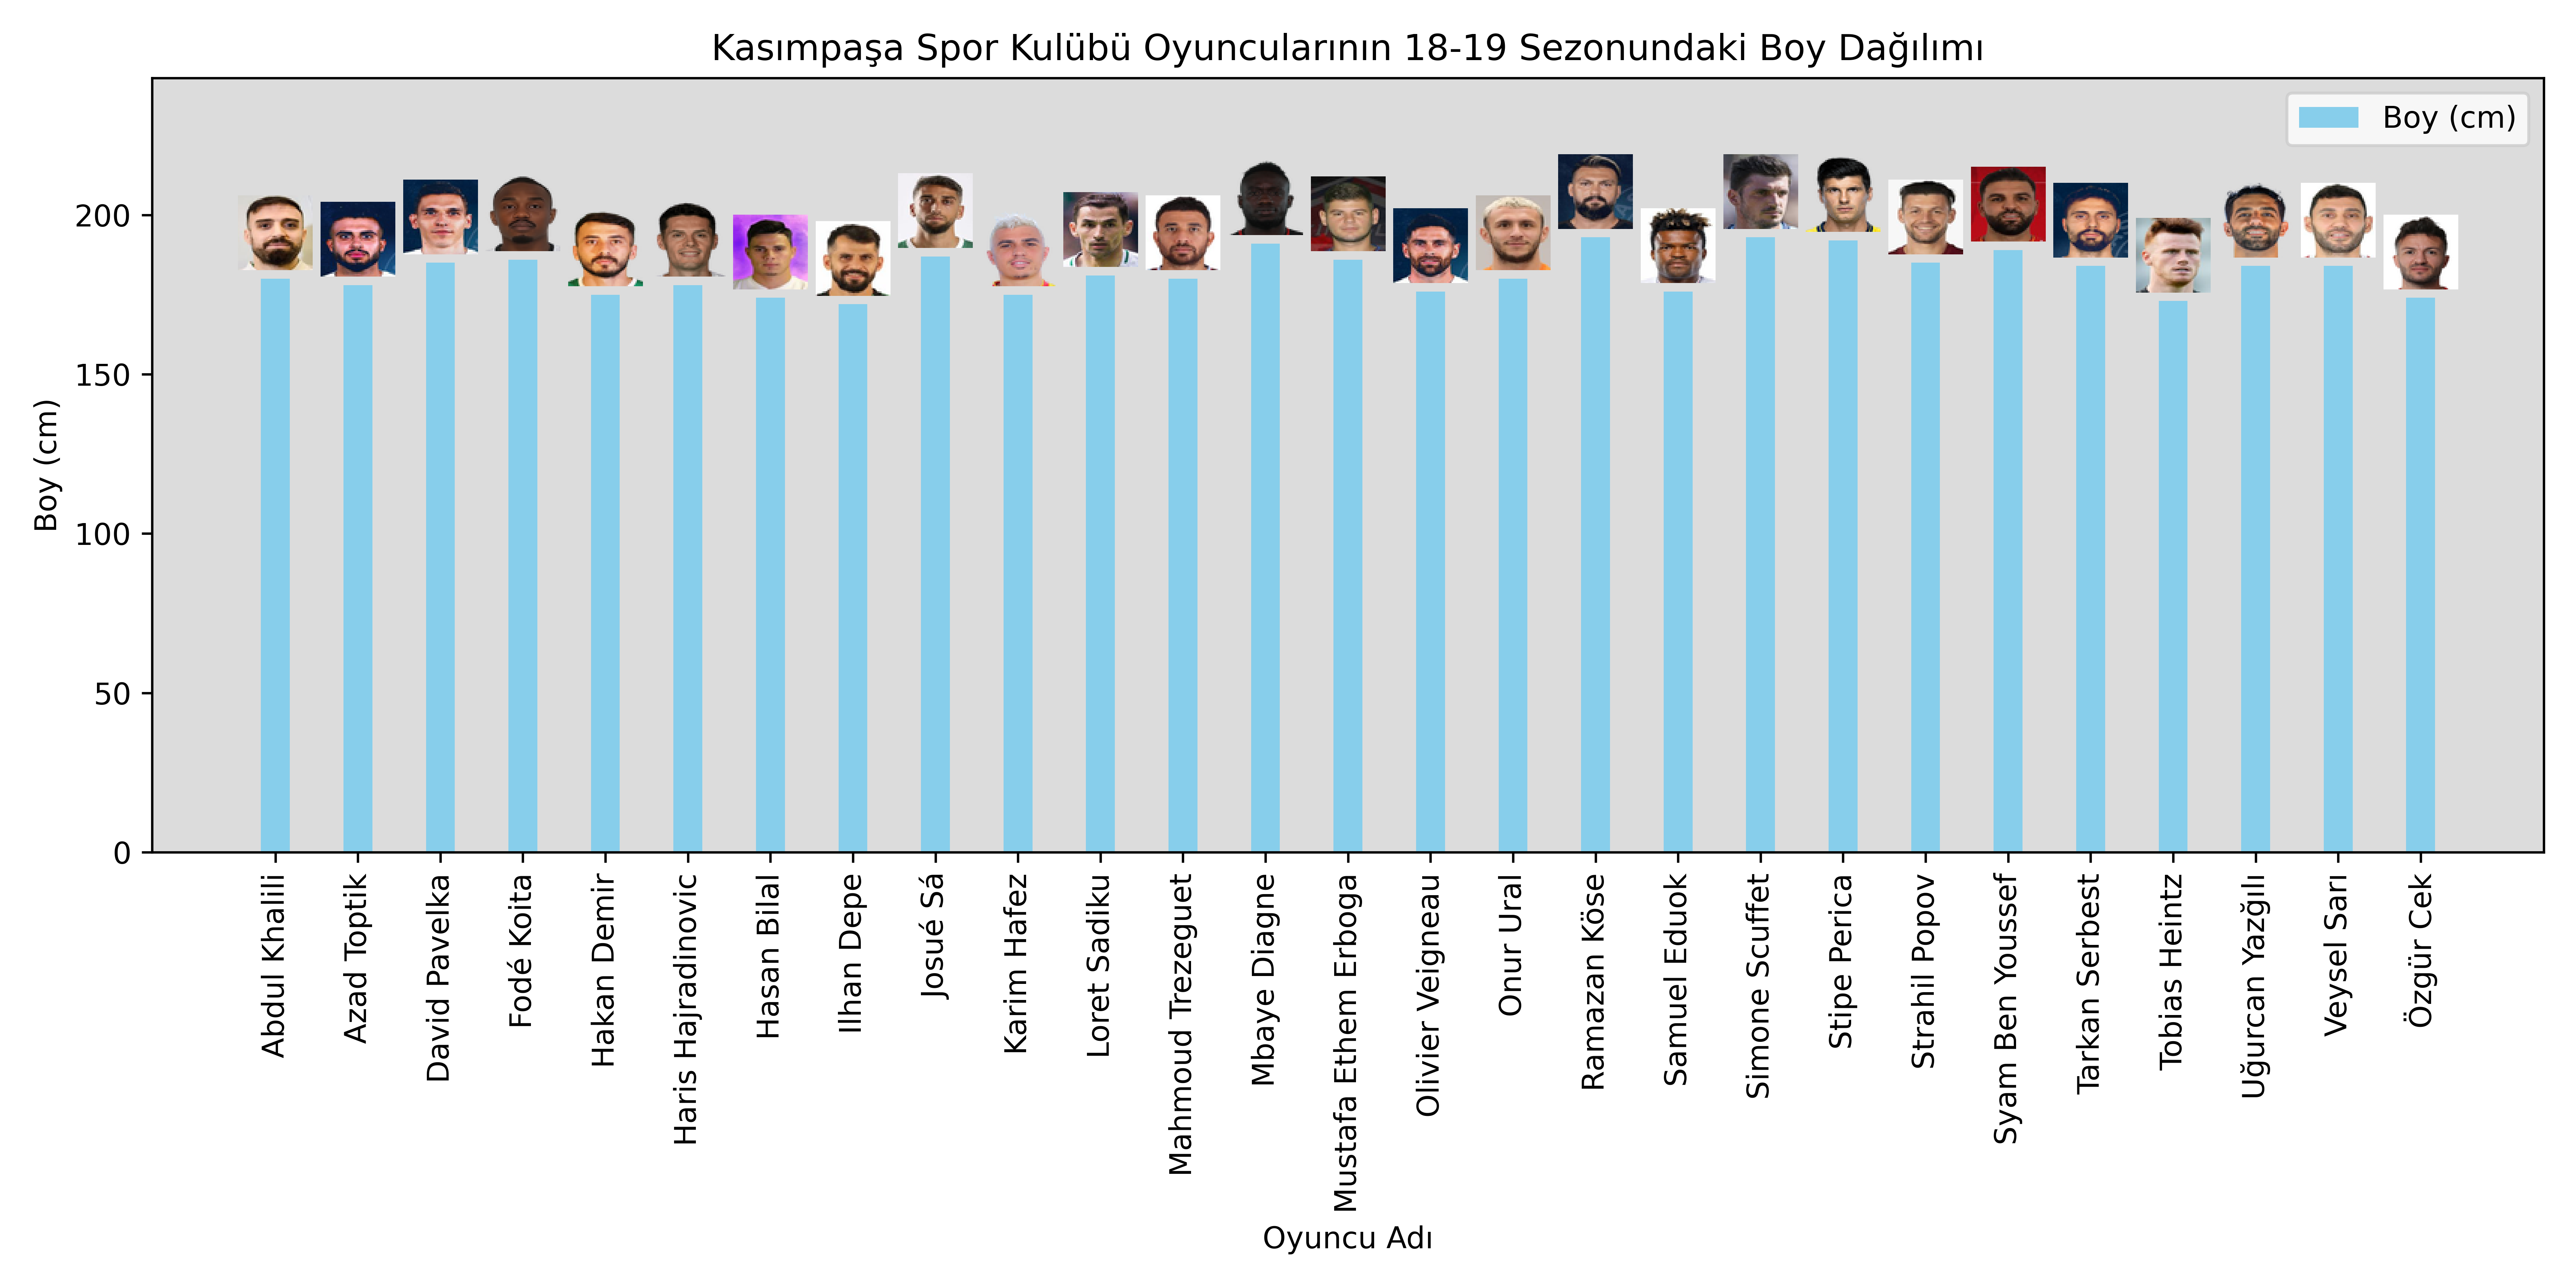 Kasımpaşa Spor Kulübü Oyuncularının 18-19 Sezonundaki Boy Dağılımı
Boy (cm)
Boy (cm)
200
150
100
50
0
Abdul Khalili
Azad Toptik
David Pavelka
Fodé Koita
Hakan Demir
Haris Hajradinovic
Hasan Bilal
Ilhan Depe
Josué Sá
Karim Hafez
Loret Sadiku
Mahmoud Trezeguet
Mbaye Diagne
Mustafa Ethem Erboga
Olivier Veigneau
Onur Ural
Ramazan Köse
Samuel Eduok
Simone Scuffet
Stipe Perica
Strahil Popov
Syam Ben Youssef
Tarkan Serbest
Tobias Heintz
Uğurcan Yazğılı
Veysel Sarı
Özgür Cek
Oyuncu Adı